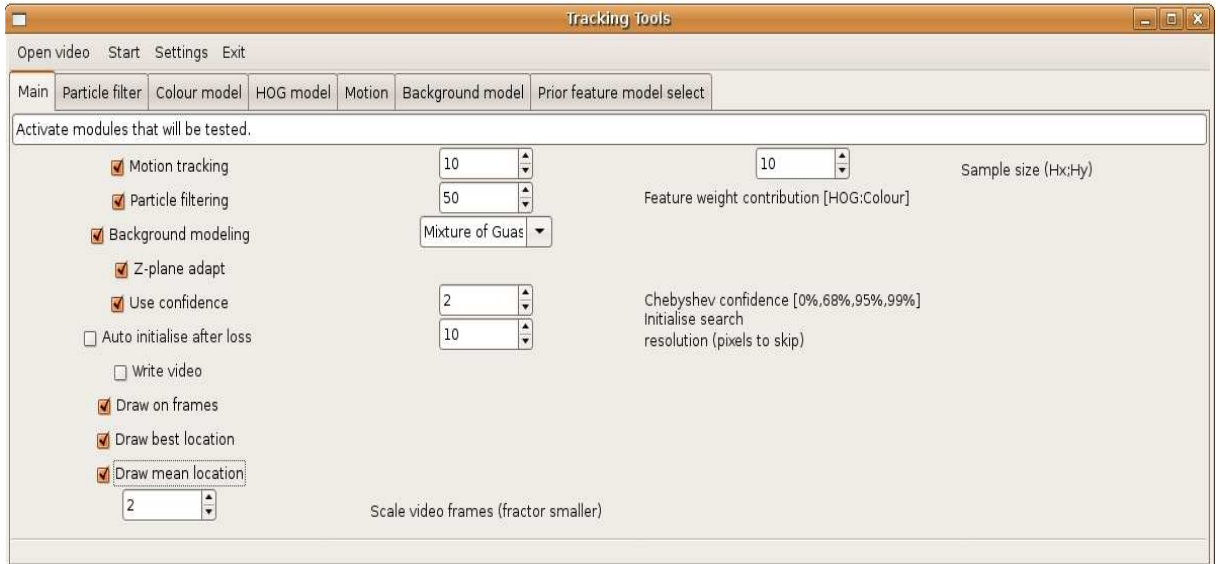 Tracking Tools
Open video Start Settings Exit
Main Particle filter Colour model HOG model Motion Background model Prior feature model select
Activate modules that will be tested.
Motion tracking 10 10 Sample size (Hx;Hy)
Particle filtering 50 Feature weight contribution [HOG:Colour]
Background modeling Mixture of Guas
Z-plane adapt
Use confidence 2 Chebyshev confidence [0%,68%,95%,99%]
Auto initialise after loss 10 Initialise search
resolution (pixels to skip)
Write video
Draw on frames
Draw best location
Draw mean location
2 Scale video frames (fractor smaller)